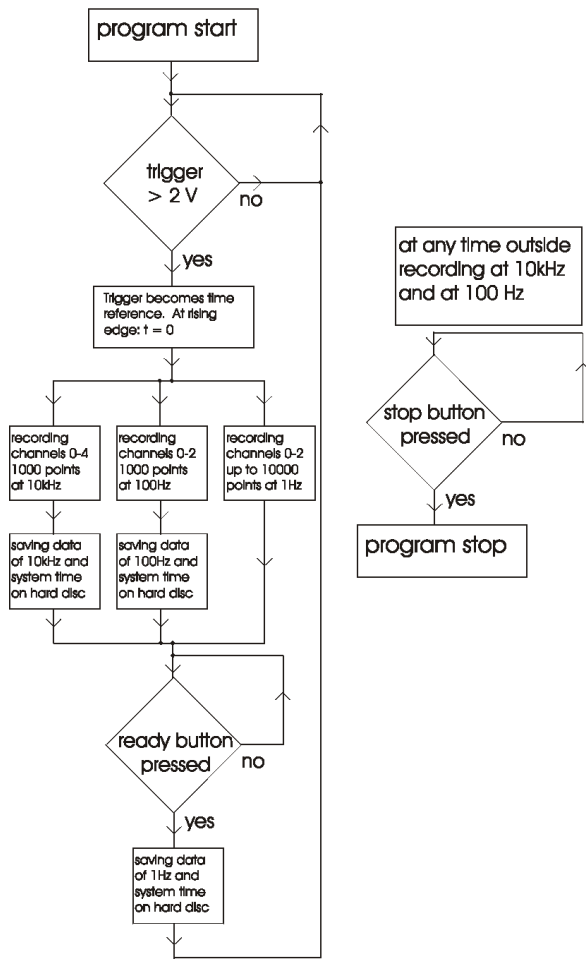 program start
trigger
> 2 V
no
yes
Trigger becomes time
reference. At rising
edge: t = 0
recording
channels 0-4
1000 points
at 10kHz
recording
channels 0-2
1000 points
at 100Hz
recording
channels 0-2
up to 10000
points at 1Hz
saving data
of 10kHz and
system time
on hard disc
saving data
of 100Hz and
system time
on hard disc
ready button
pressed
no
yes
saving data
of 1Hz and
system time
on hard disc
at any time outside
recording at 10kHz
and at 100 Hz
stop button
pressed
no
yes
program stop